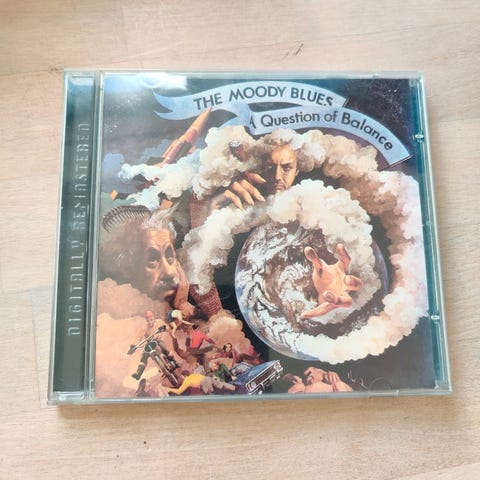 THE MOODY BLUES
A Question of Balance
DIGITALLY REMASTERED